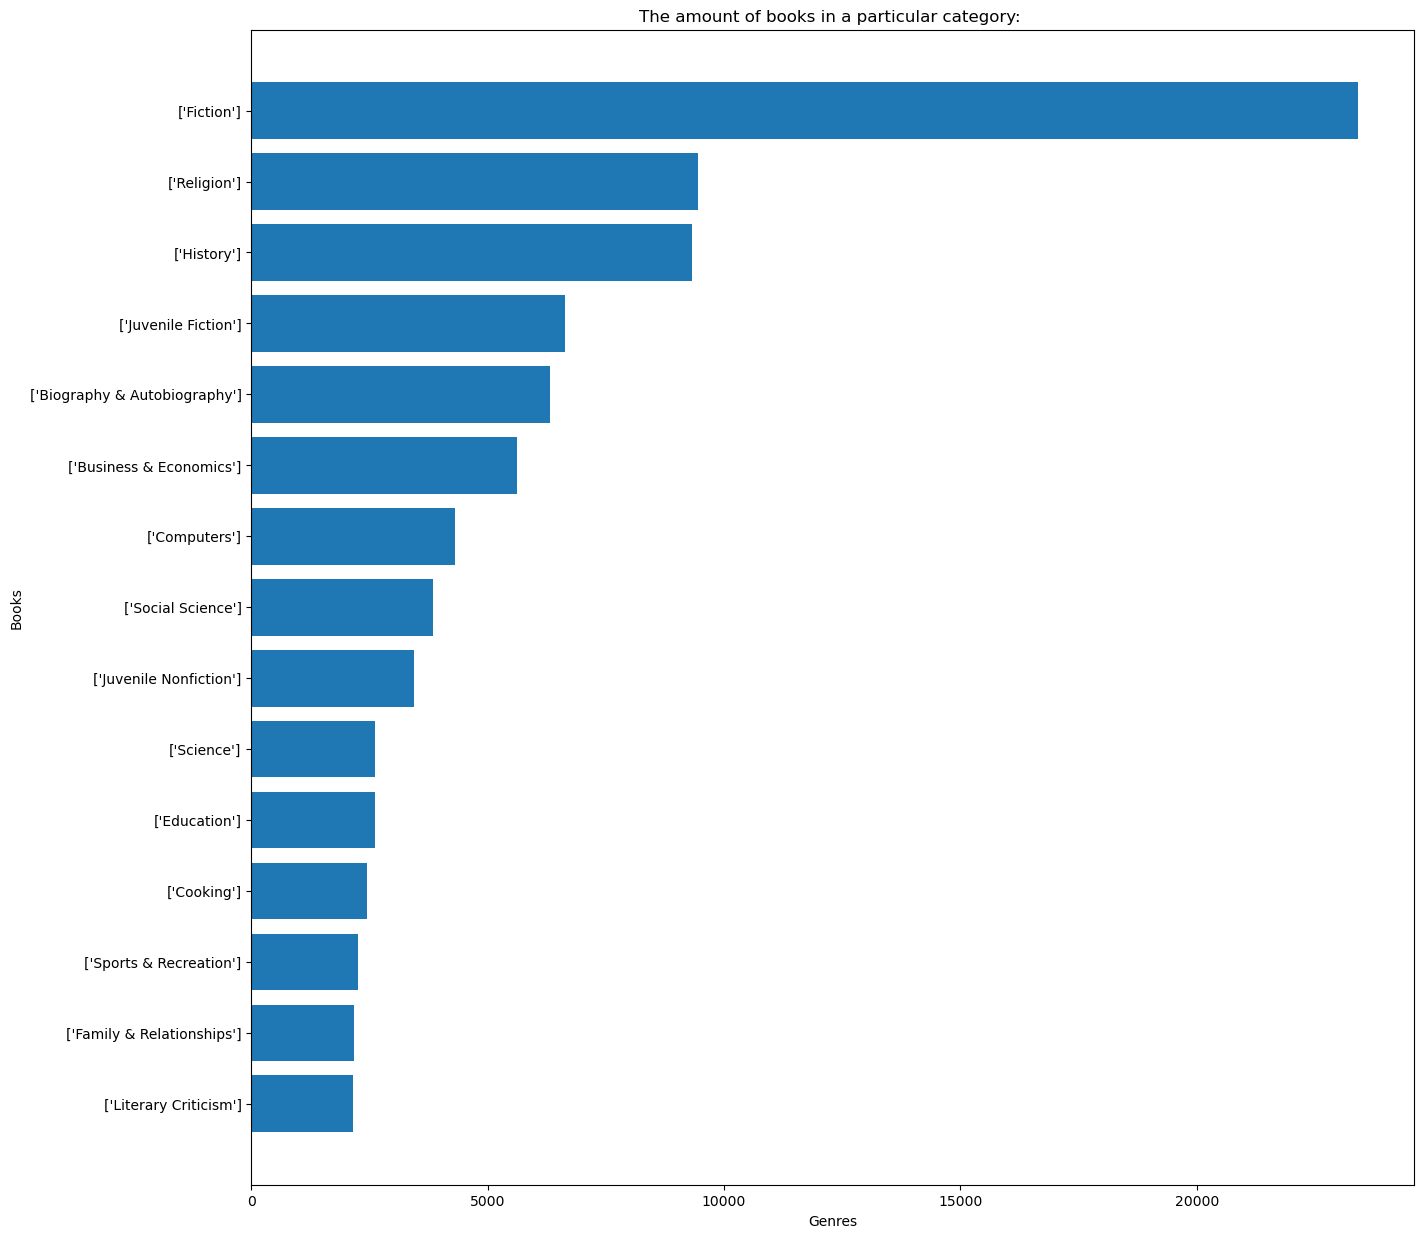 The amount of books in a particular category:
['Fiction']
['Religion']
['History']
['Juvenile Fiction']
['Biography & Autobiography']
['Business & Economics']
['Computers']
['Social Science']
['Juvenile Nonfiction']
['Science']
['Education']
['Cooking']
['Sports & Recreation']
['Family & Relationships']
['Literary Criticism']
Books
0 5000 10000 15000 20000
Genres